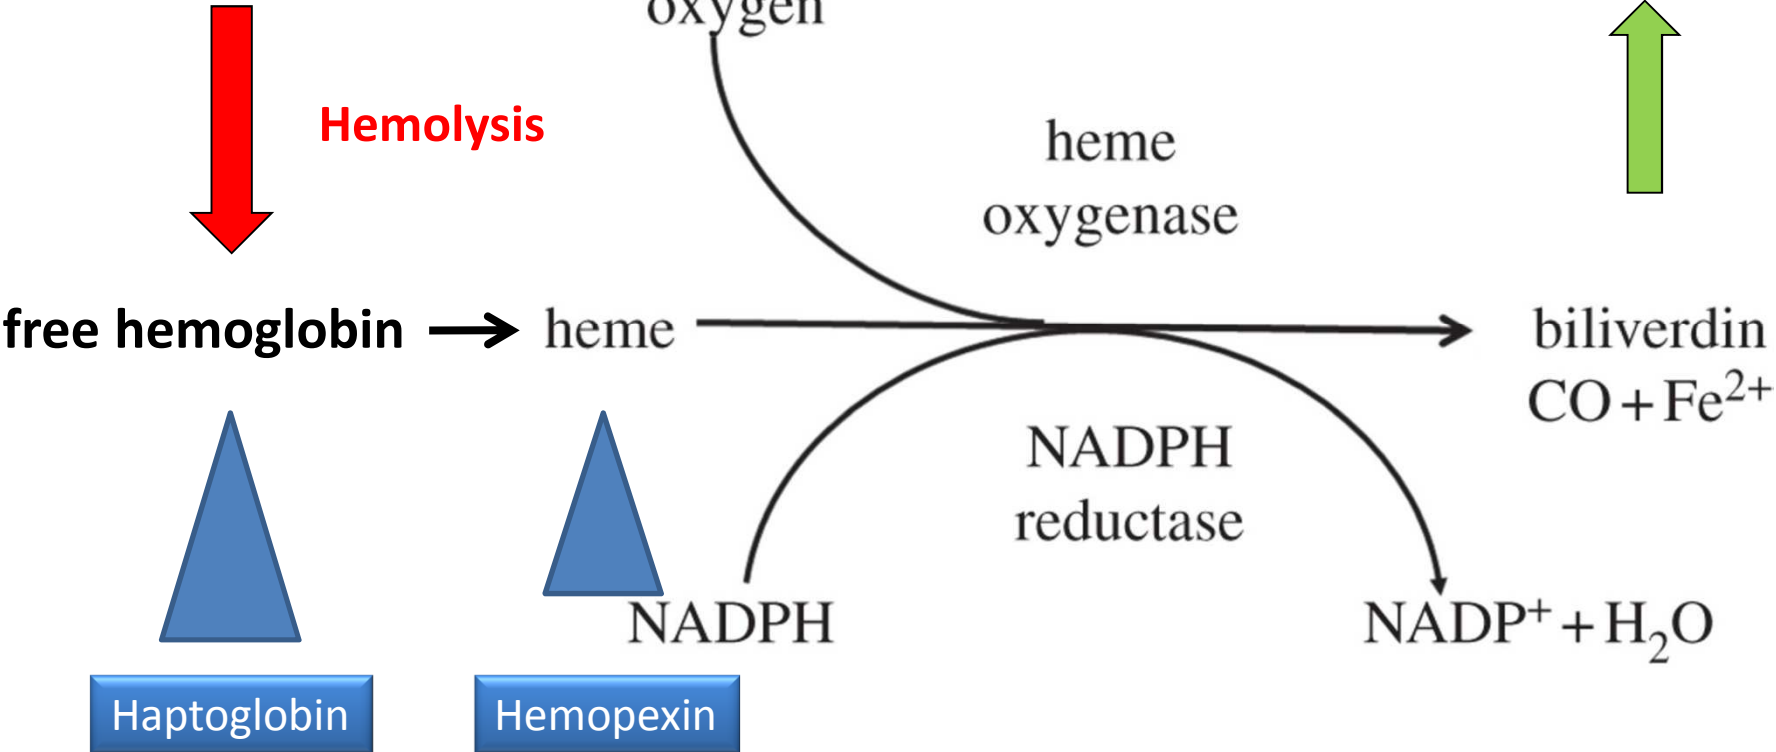 oxygen
Hemolysis
heme
oxygenase
free hemoglobin
heme
biliverdin
CO + Fe²⁺
NADPH
reductase
NADPH
NADP⁺ + H₂O
Haptoglobin
Hemopexin